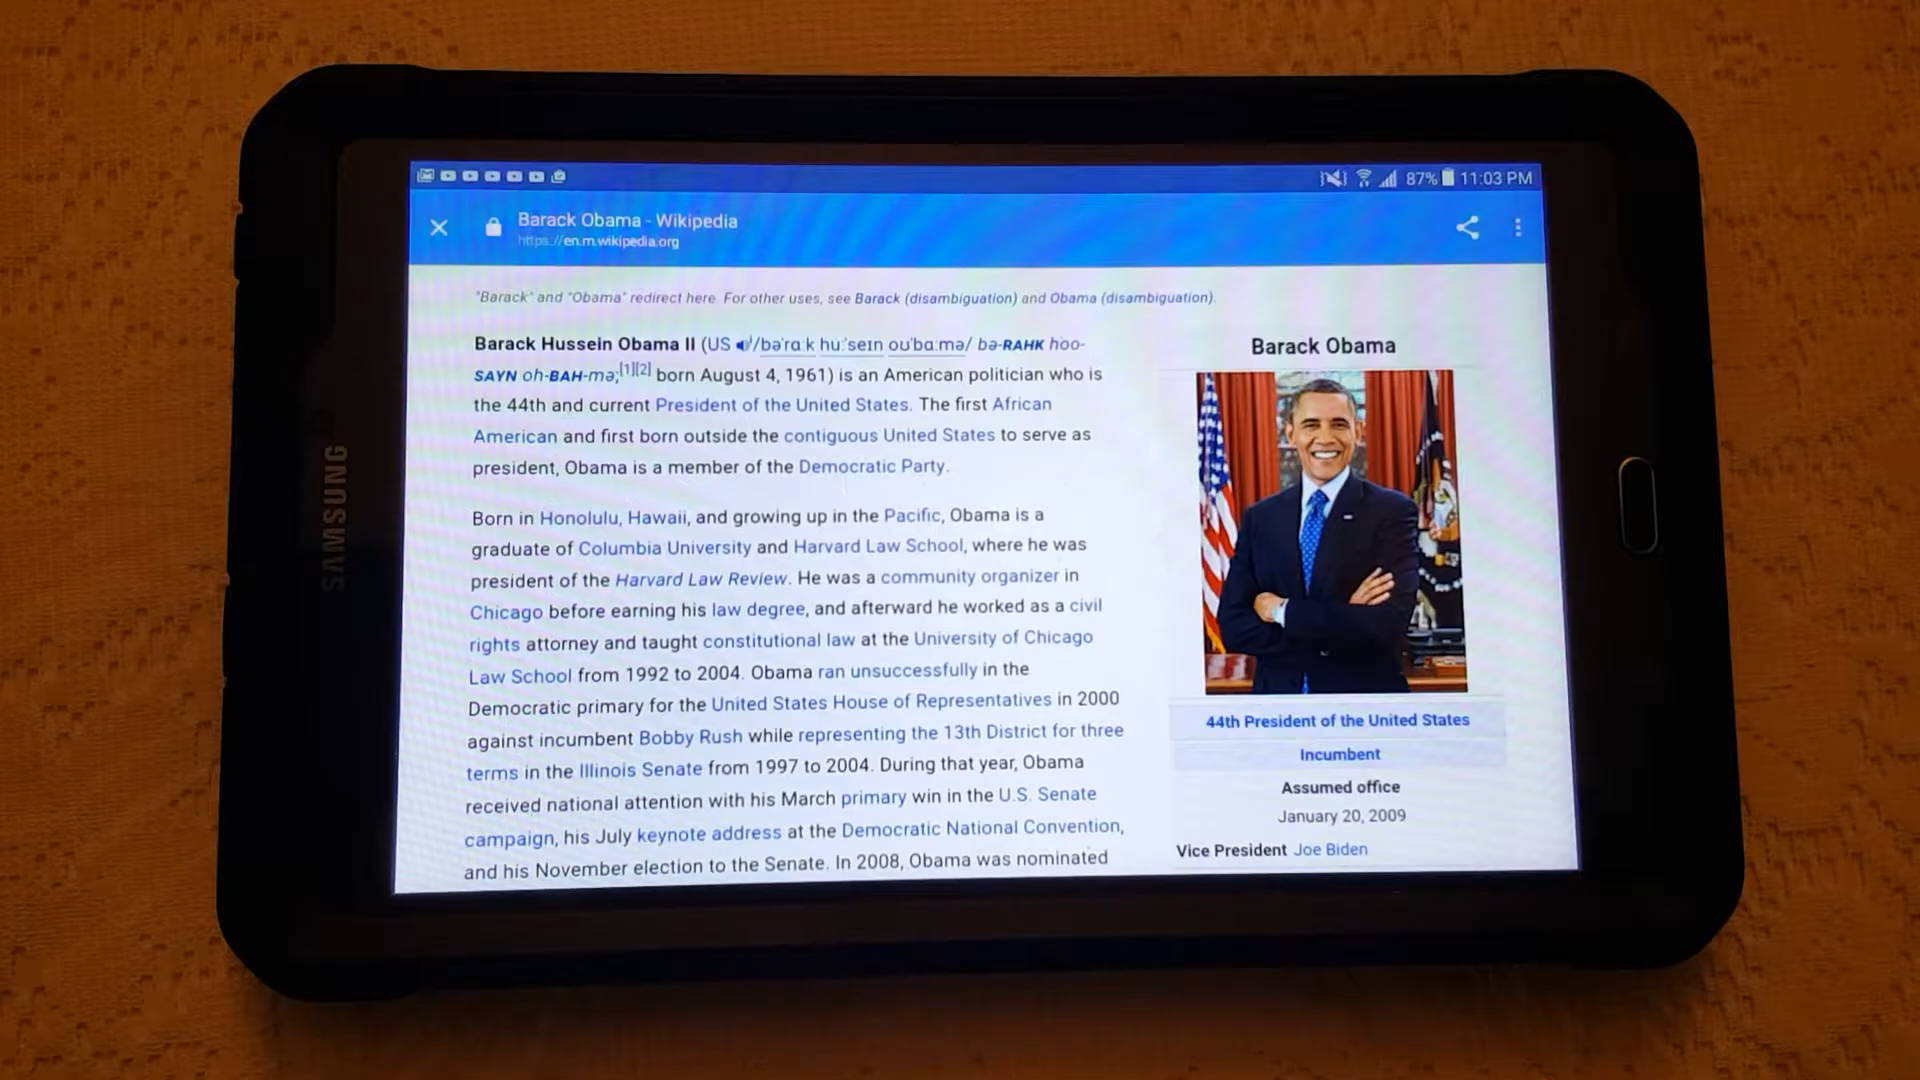 87% 11:03 PM
Barack Obama - Wikipedia
https://en.m.wikipedia.org
"Barack" and "Obama" redirect here. For other uses, see Barack (disambiguation) and Obama (disambiguation).
Barack Hussein Obama II (US /bəˈrɑːk huːˈseɪn oʊˈbɑːmə/ bə-RAHK hoo-
SAYN oh-BAH-mə;[1][2] born August 4, 1961) is an American politician who is
the 44th and current President of the United States. The first African
American and first born outside the contiguous United States to serve as
president, Obama is a member of the Democratic Party.
Born in Honolulu, Hawaii, and growing up in the Pacific, Obama is a
graduate of Columbia University and Harvard Law School, where he was
president of the Harvard Law Review. He was a community organizer in
Chicago before earning his law degree, and afterward he worked as a civil
rights attorney and taught constitutional law at the University of Chicago
Law School from 1992 to 2004. Obama ran unsuccessfully in the
Democratic primary for the United States House of Representatives in 2000
against incumbent Bobby Rush while representing the 13th District for three
terms in the Illinois Senate from 1997 to 2004. During that year, Obama
received national attention with his March primary win in the U.S. Senate
campaign, his July keynote address at the Democratic National Convention,
and his November election to the Senate. In 2008, Obama was nominated
Barack Obama
44th President of the United States
Incumbent
Assumed office
January 20, 2009
Vice President Joe Biden
SAMSUNG